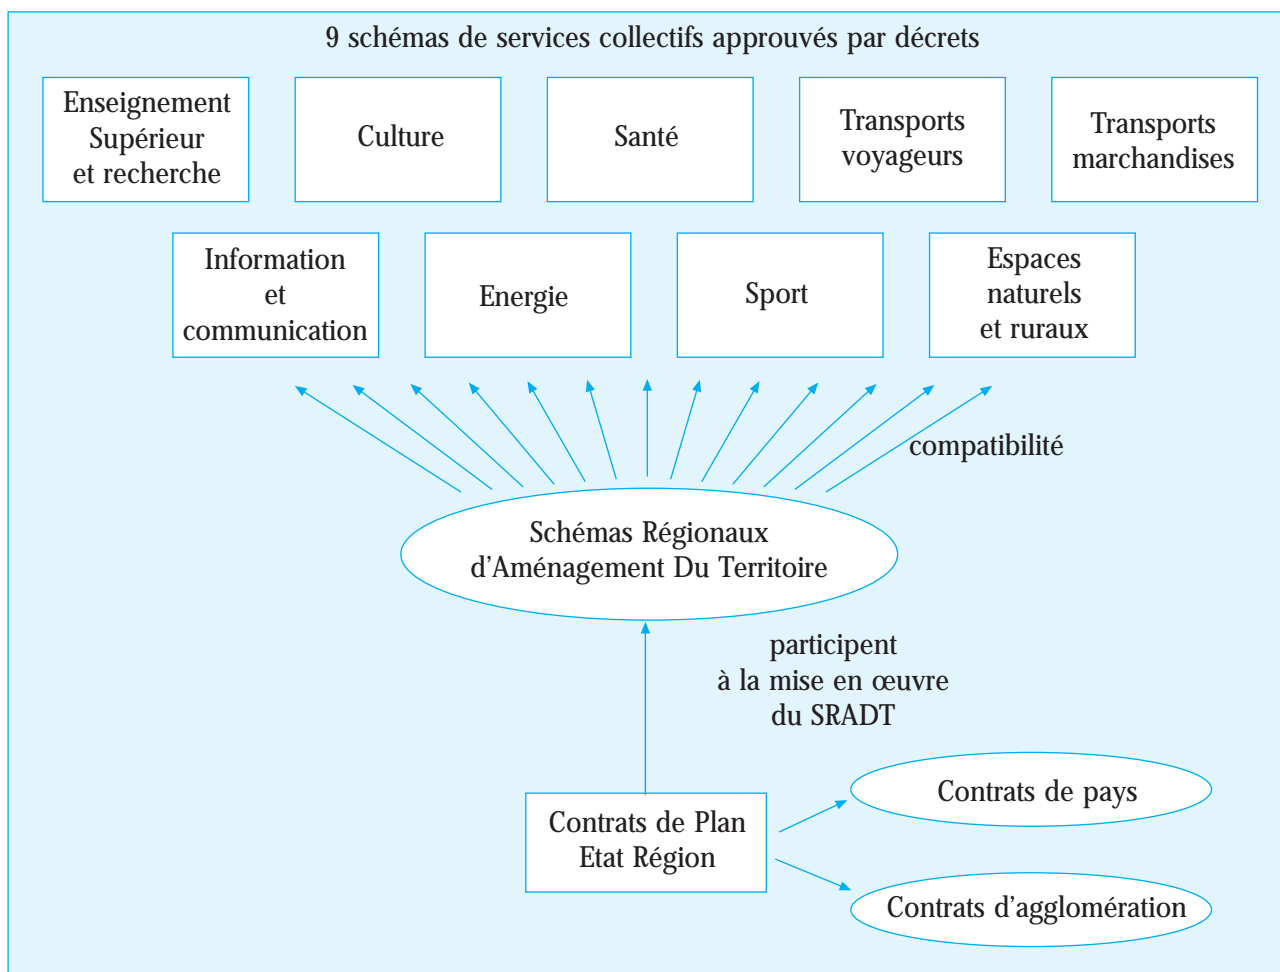 9 schémas de services collectifs approuvés par décrets
Enseignement
Supérieur
et recherche
Culture
Santé
Transports
voyageurs
Transports
marchandises
Information
et
communication
Energie
Sport
Espaces
naturels
et ruraux
compatibilité
Schémas Régionaux
d'Aménagement Du Territoire
participent
à la mise en œuvre
du SRADT
Contrats de Plan
Etat Région
Contrats de pays
Contrats d'agglomération